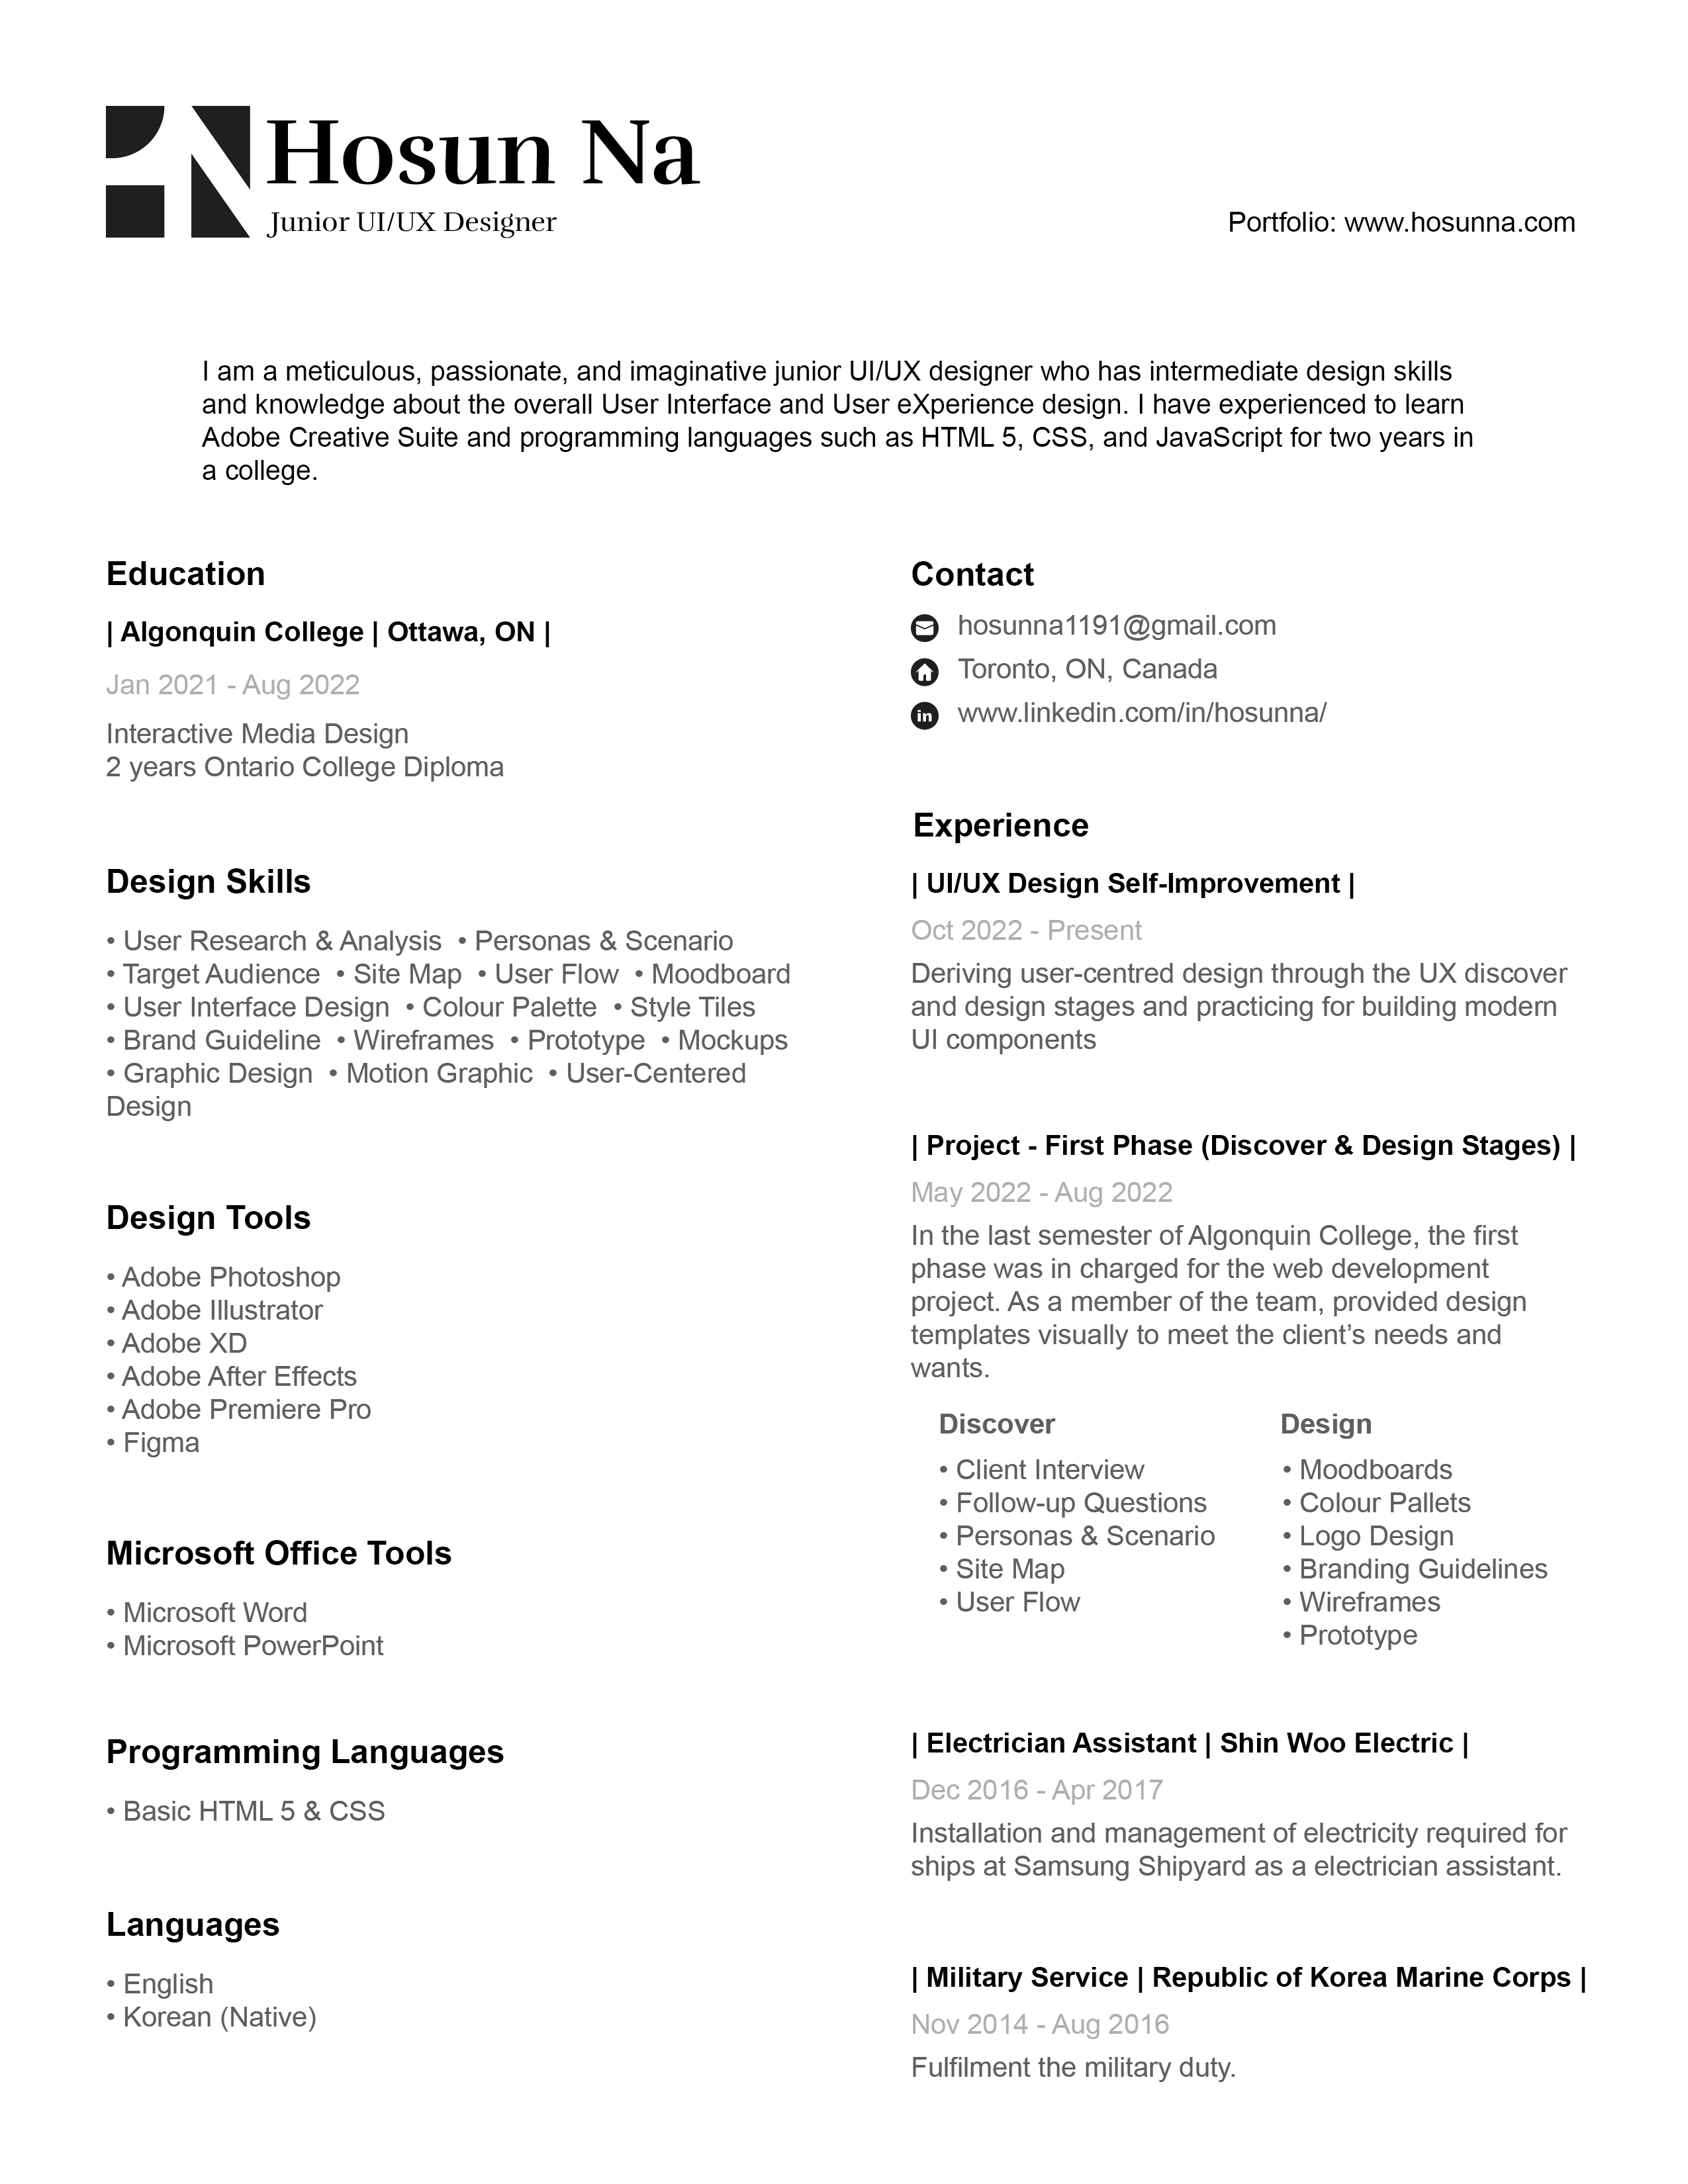 Hosun Na
Junior UI/UX Designer
Portfolio: www.hosunna.com
I am a meticulous, passionate, and imaginative junior UI/UX designer who has intermediate design skills
and knowledge about the overall User Interface and User eXperience design. I have experienced to learn
Adobe Creative Suite and programming languages such as HTML 5, CSS, and JavaScript for two years in
a college.
Education
| Algonquin College | Ottawa, ON |
Jan 2021 - Aug 2022
Interactive Media Design
2 years Ontario College Diploma
Design Skills
• User Research & Analysis • Personas & Scenario
• Target Audience • Site Map • User Flow • Moodboard
• User Interface Design • Colour Palette • Style Tiles
• Brand Guideline • Wireframes • Prototype • Mockups
• Graphic Design • Motion Graphic • User-Centered
Design
Design Tools
• Adobe Photoshop
• Adobe Illustrator
• Adobe XD
• Adobe After Effects
• Adobe Premiere Pro
• Figma
Microsoft Office Tools
• Microsoft Word
• Microsoft PowerPoint
Programming Languages
• Basic HTML 5 & CSS
Languages
• English
• Korean (Native)
Contact
hosunna1191@gmail.com
Toronto, ON, Canada
in www.linkedin.com/in/hosunna/
Experience
| UI/UX Design Self-Improvement |
Oct 2022 - Present
Deriving user-centred design through the UX discover
and design stages and practicing for building modern
UI components
| Project - First Phase (Discover & Design Stages) |
May 2022 - Aug 2022
In the last semester of Algonquin College, the first
phase was in charged for the web development
project. As a member of the team, provided design
templates visually to meet the client’s needs and
wants.
Discover
• Client Interview
• Follow-up Questions
• Personas & Scenario
• Site Map
• User Flow
Design
• Moodboards
• Colour Pallets
• Logo Design
• Branding Guidelines
• Wireframes
• Prototype
| Electrician Assistant | Shin Woo Electric |
Dec 2016 - Apr 2017
Installation and management of electricity required for
ships at Samsung Shipyard as a electrician assistant.
| Military Service | Republic of Korea Marine Corps |
Nov 2014 - Aug 2016
Fulfilment the military duty.